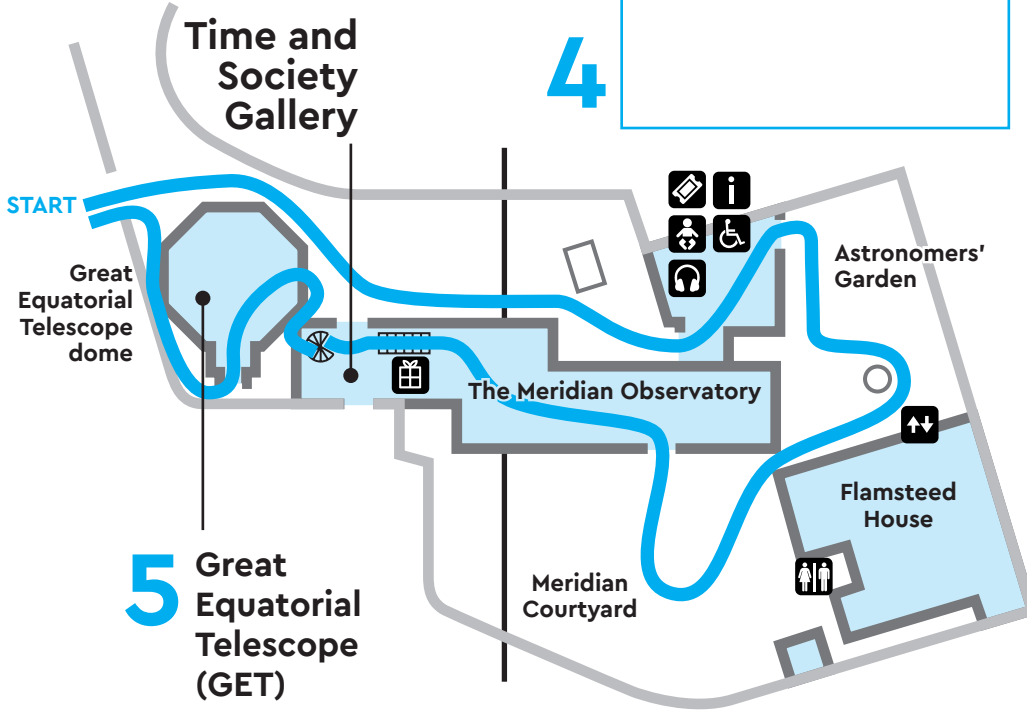 Time and
Society
Gallery
4
START
Great
Equatorial
Telescope
dome
Astronomers'
Garden
The Meridian Observatory
Flamsteed
House
Meridian
Courtyard
5
Great
Equatorial
Telescope
(GET)